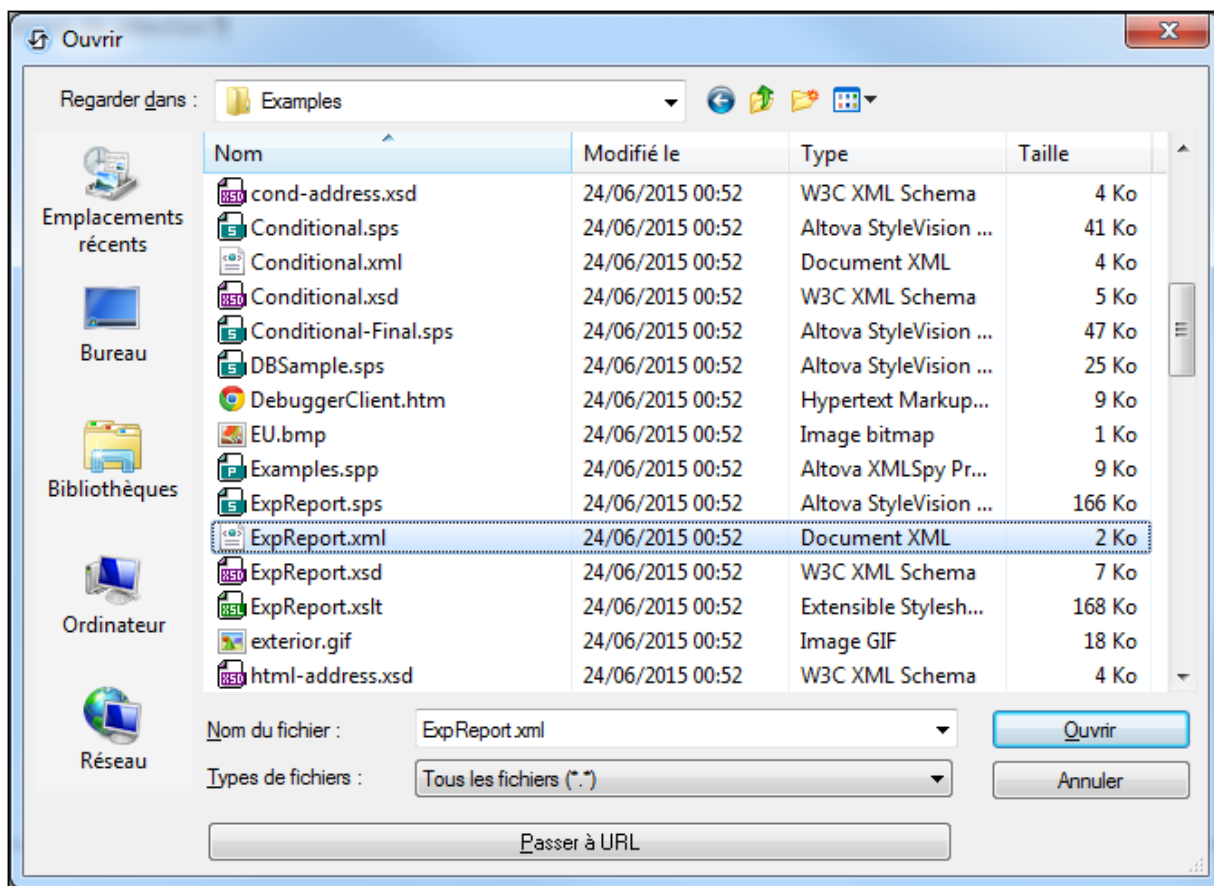 Ouvrir
Regarder dans : Examples
Nom Modifié le Type Taille
cond-address.xsd 24/06/2015 00:52 W3C XML Schema 4 Ko
Conditional.sps 24/06/2015 00:52 Altova StyleVision ... 41 Ko
Conditional.xml 24/06/2015 00:52 Document XML 4 Ko
Conditional.xsd 24/06/2015 00:52 W3C XML Schema 5 Ko
Conditional-Final.sps 24/06/2015 00:52 Altova StyleVision ... 47 Ko
DBSample.sps 24/06/2015 00:52 Altova StyleVision ... 25 Ko
DebuggerClient.htm 24/06/2015 00:52 Hypertext Markup... 9 Ko
EU.bmp 24/06/2015 00:52 Image bitmap 1 Ko
Examples.spp 24/06/2015 00:52 Altova XMLSpy Pr... 9 Ko
ExpReport.sps 24/06/2015 00:52 Altova StyleVision ... 166 Ko
ExpReport.xml 24/06/2015 00:52 Document XML 2 Ko
ExpReport.xsd 24/06/2015 00:52 W3C XML Schema 7 Ko
ExpReport.xslt 24/06/2015 00:52 Extensible Stylesh... 168 Ko
exterior.gif 24/06/2015 00:52 Image GIF 18 Ko
html-address.xsd 24/06/2015 00:52 W3C XML Schema 4 Ko
Emplacements
récents
Bureau
Bibliothèques
Ordinateur
Réseau
Nom du fichier : ExpReport.xml Ouvrir
Types de fichiers : Tous les fichiers (*.*) Annuler
Passer à URL